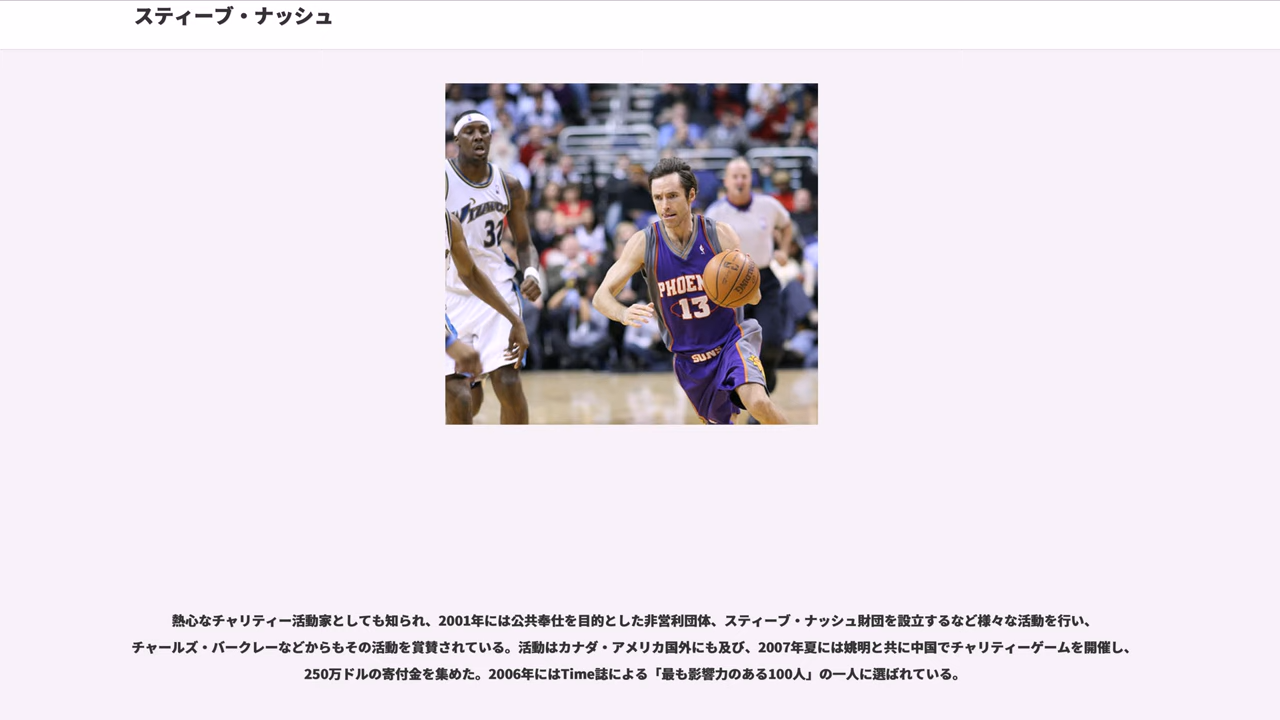 スティーブ・ナッシュ
WIZARDS
32
PHOENIX
13
SUNS
熱心なチャリティー活動家としても知られ、2001年には公共奉仕を目的とした非営利団体、スティーブ・ナッシュ財団を設立するなど様々な活動を行い、
チャールズ・バークレーなどからもその活動を賞賛されている。活動はカナダ・アメリカ国外にも及び、2007年夏には姚明と共に中国でチャリティーゲームを開催し、
250万ドルの寄付金を集めた。2006年にはTime誌による「最も影響力のある100人」の一人に選ばれている。